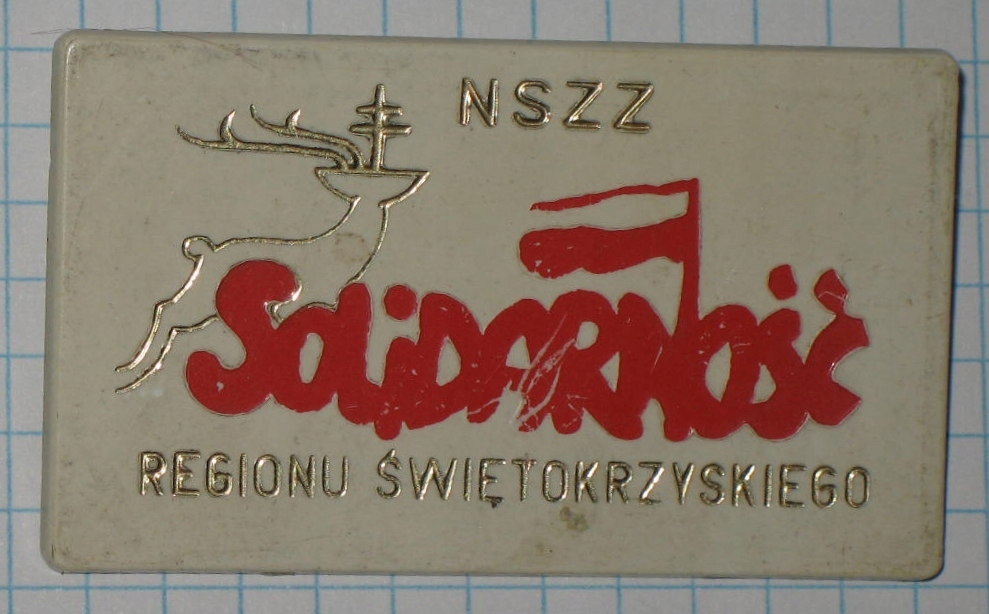 NSZZ
SOLiDARNOŚĆ
REGIONU ŚWIĘTOKRZYSKIEGO